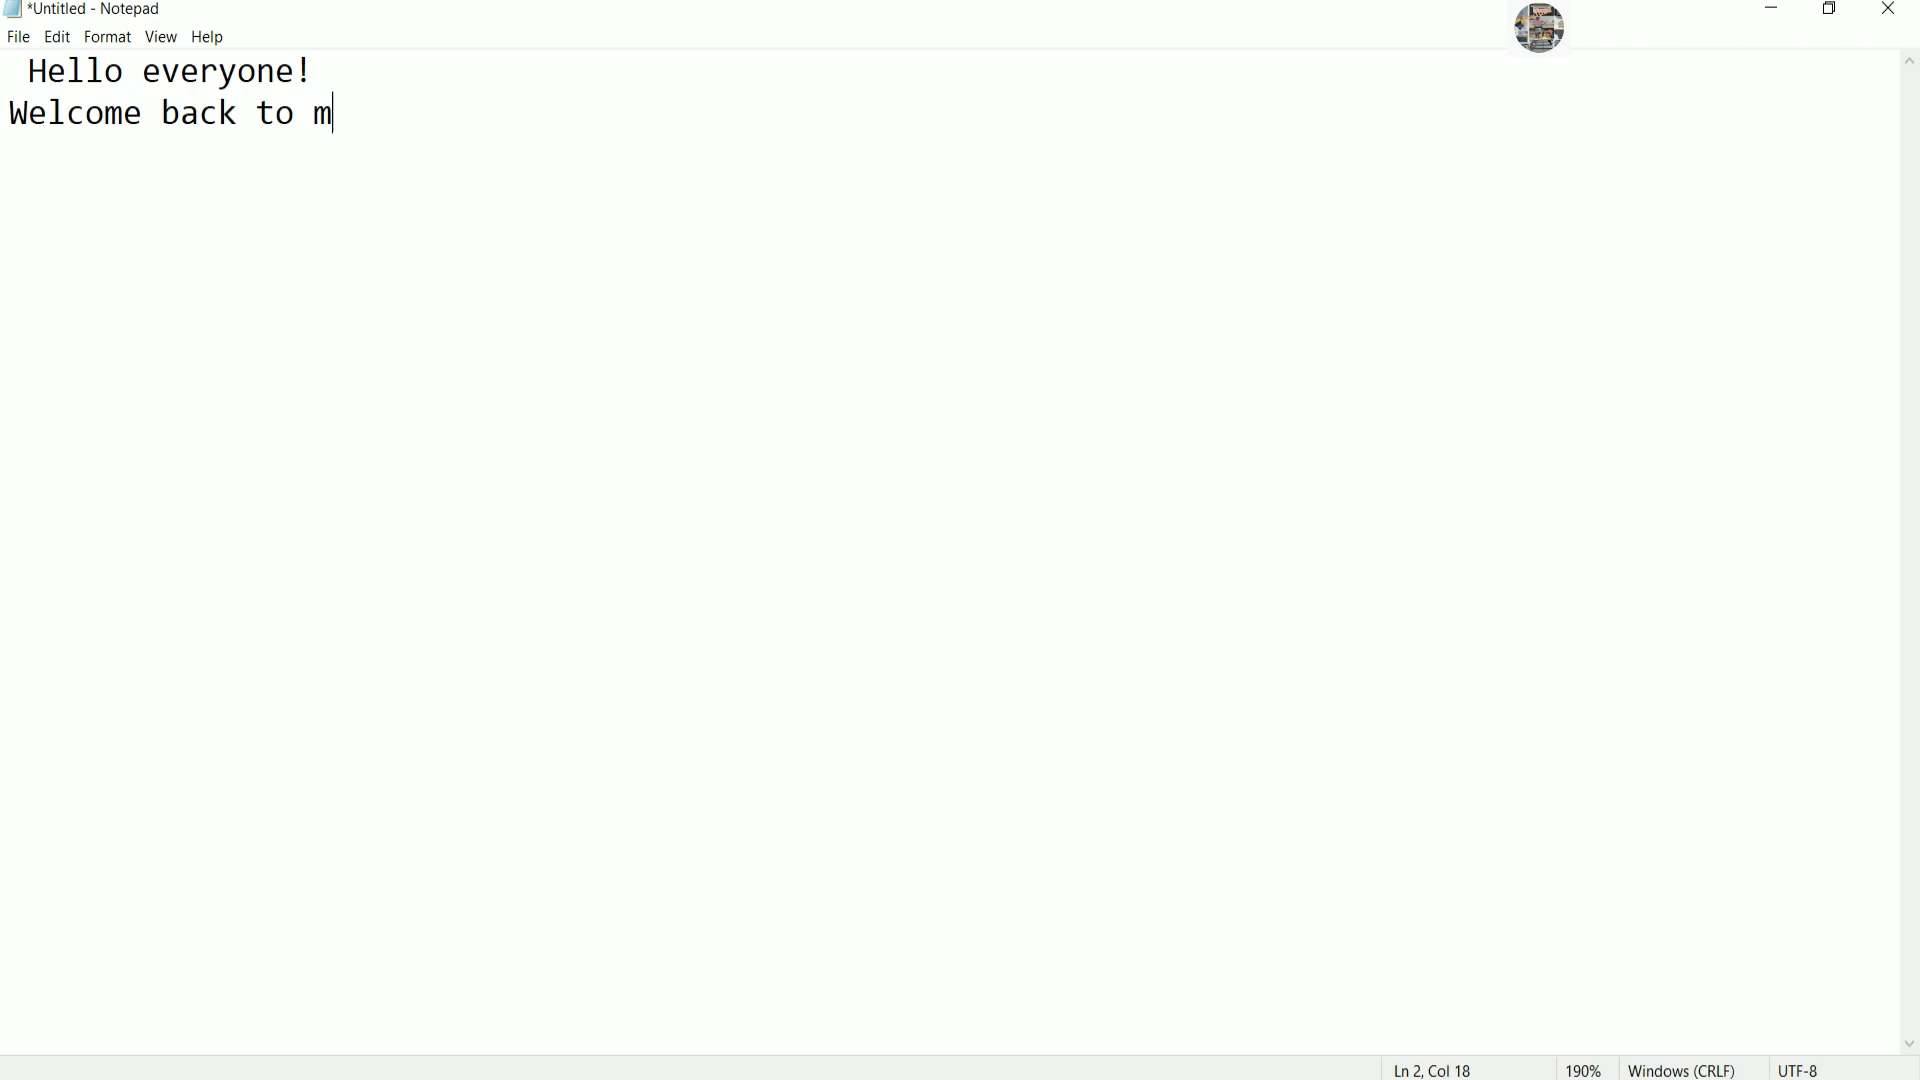 *Untitled - Notepad
File Edit Format View Help
Hello everyone!
Welcome back to m
Ln 2, Col 18 190% Windows (CRLF) UTF-8